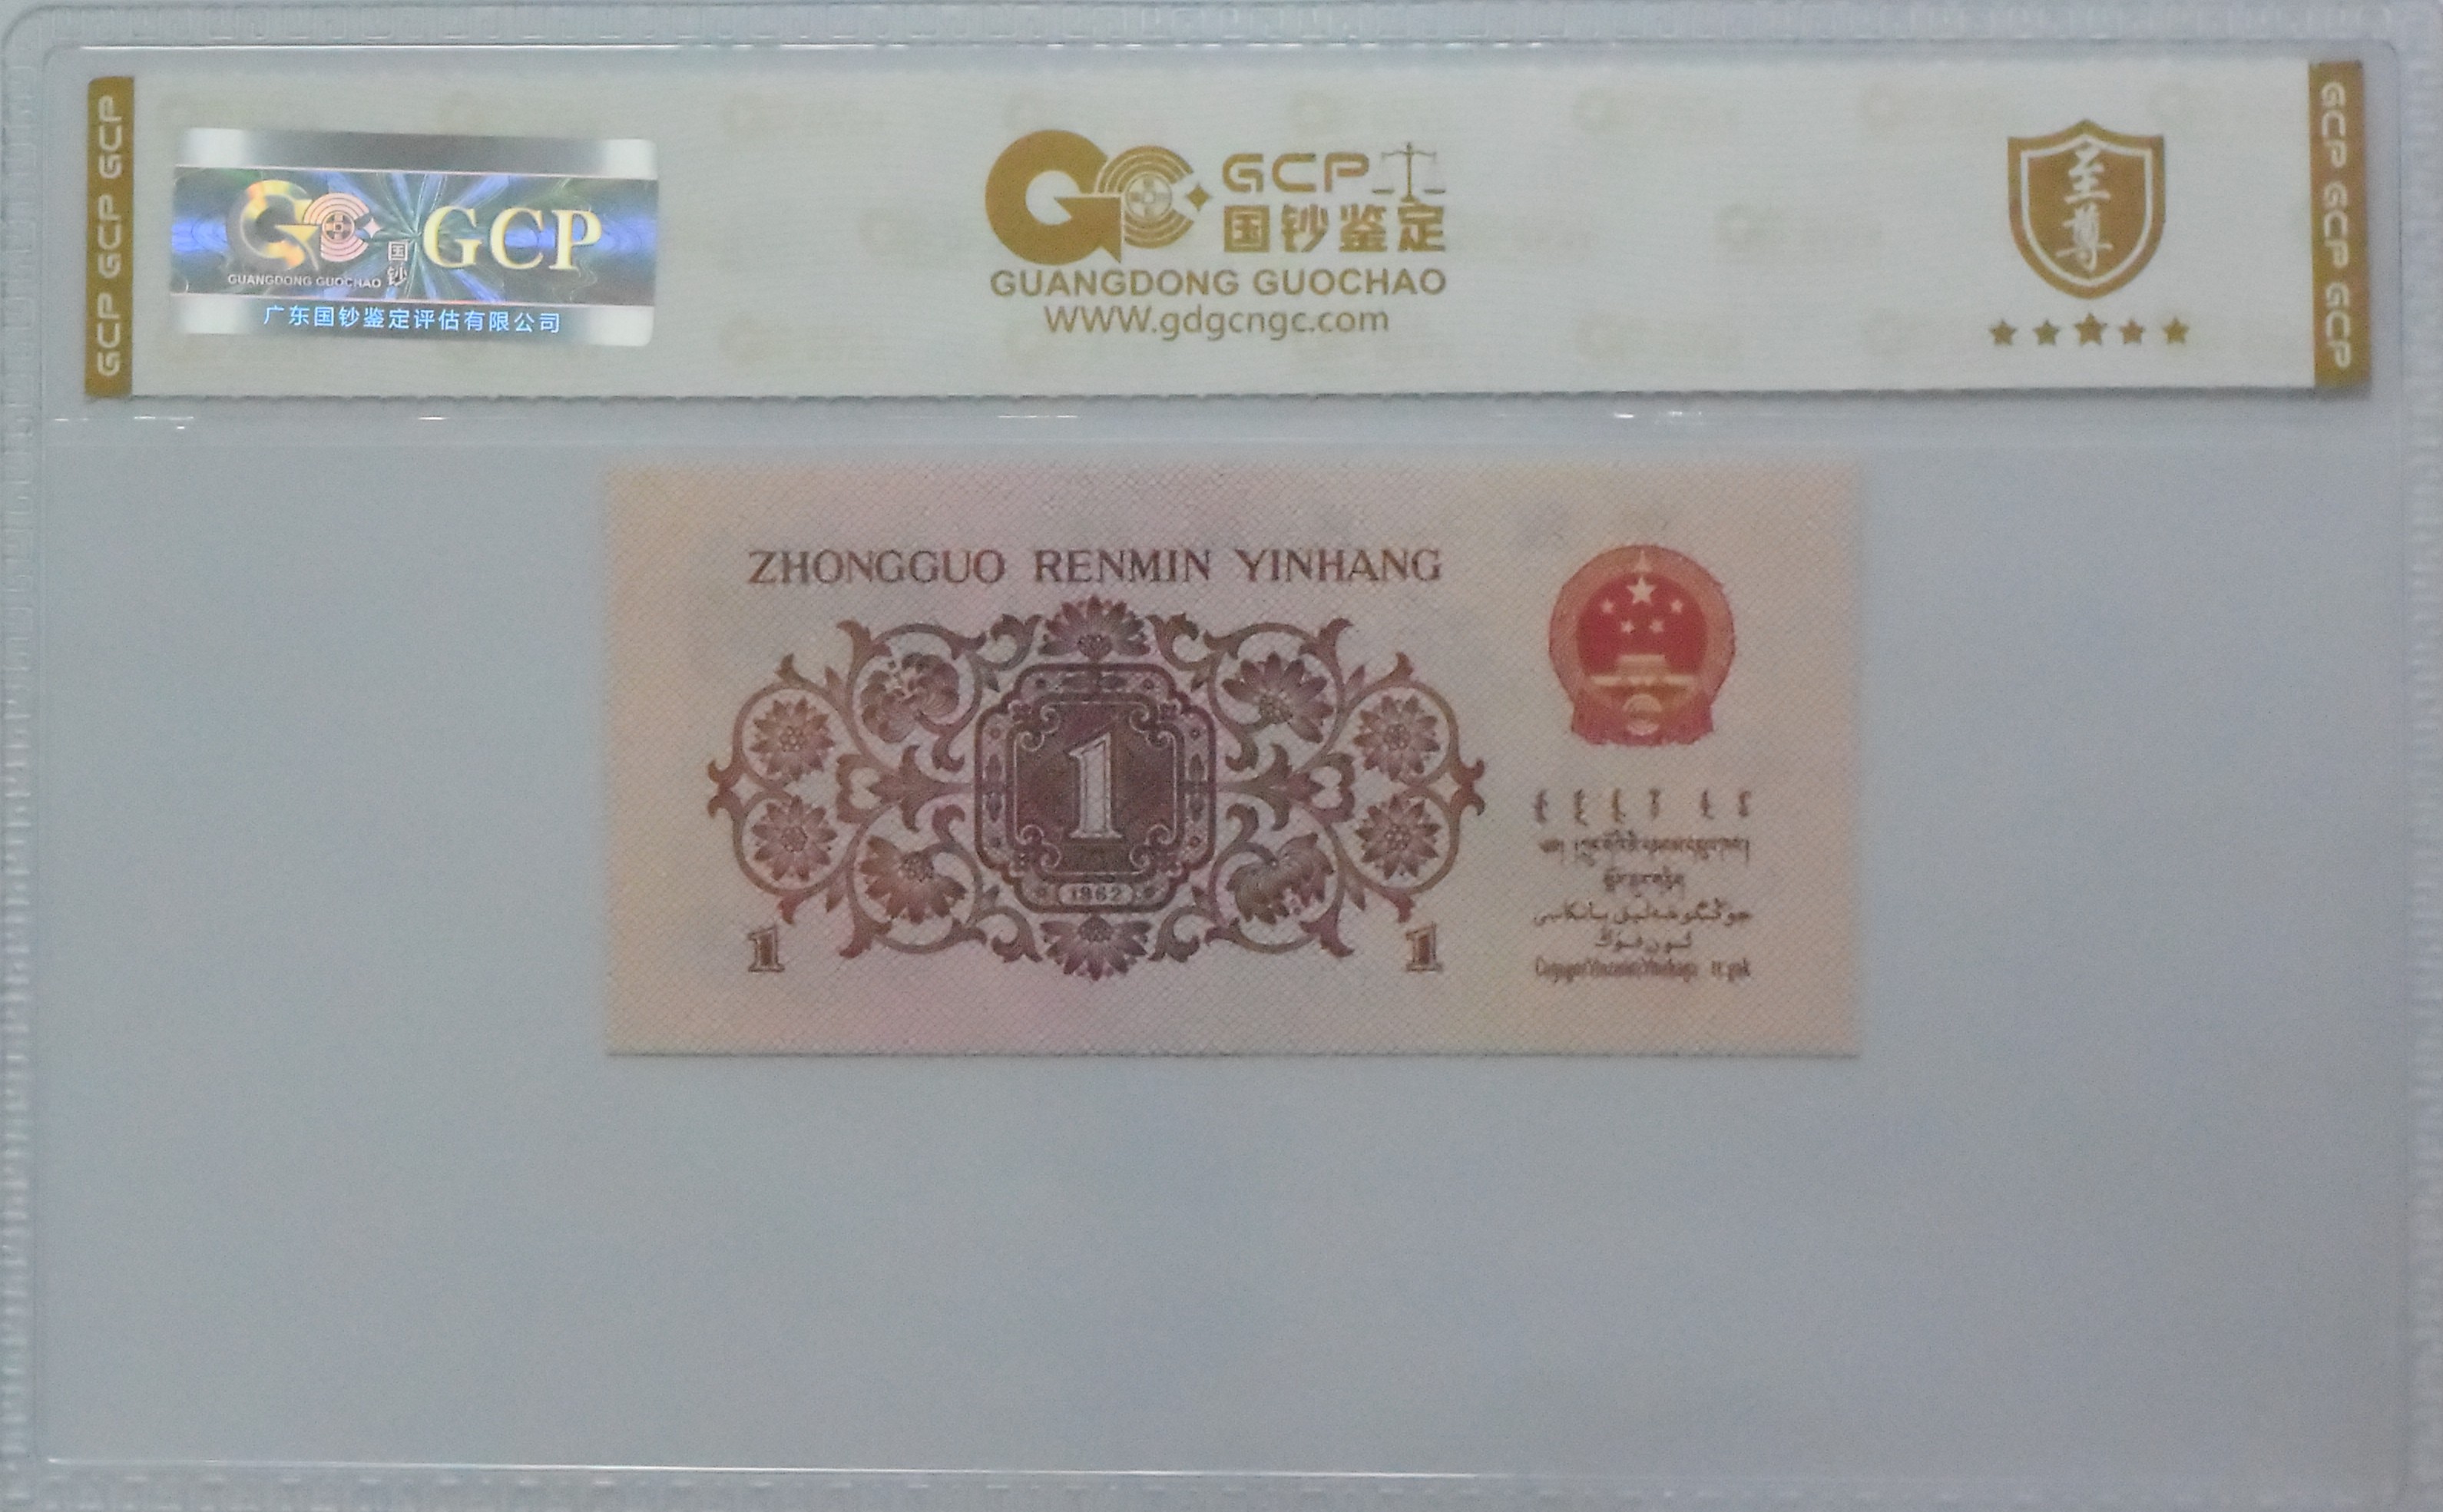 GCP GCP GCP
GUANGDONG GUOCHAO
国钞
GCP
广东国钞鉴定评估有限公司
GCP
国钞鉴定
GUANGDONG GUOCHAO
WWW.gdgcngc.com
至尊
GCP GCP GCP
ZHONGGUO RENMIN YINHANG
1
1962
1
1